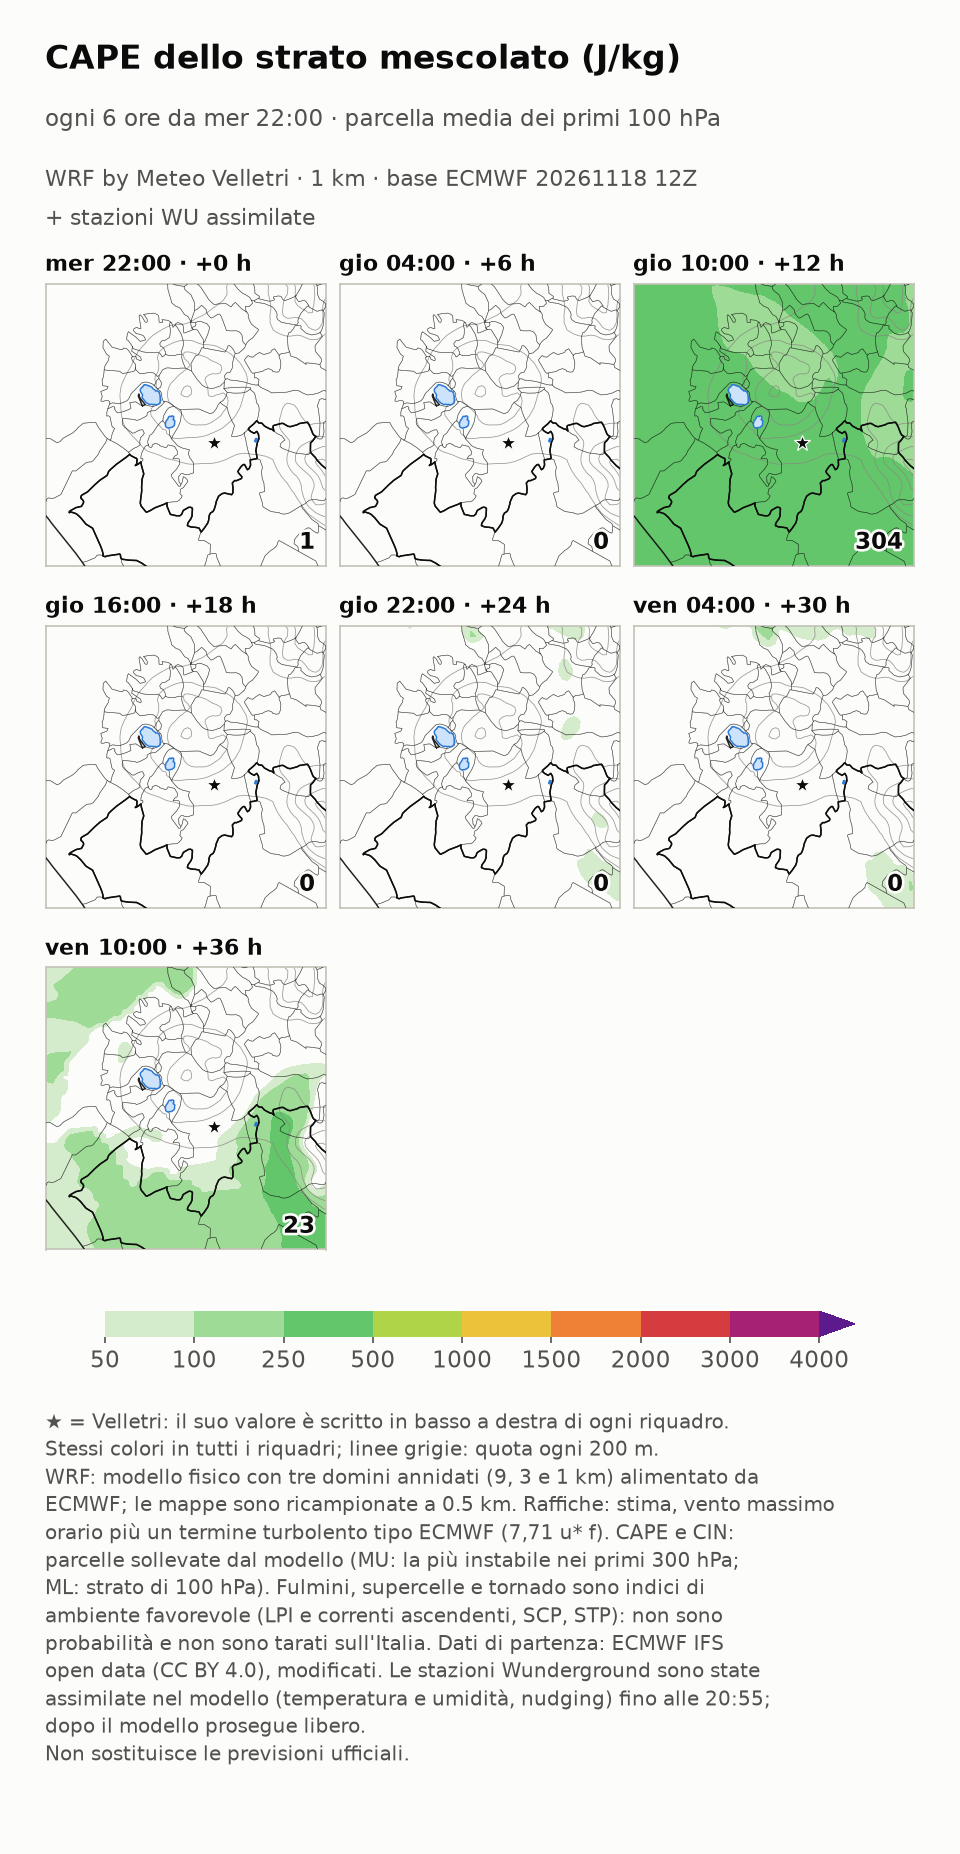 CAPE dello strato mescolato (J/kg)
ogni 6 ore da mer 22:00 · parcella media dei primi 100 hPa
WRF by Meteo Velletri · 1 km · base ECMWF 20261118 12Z
+ stazioni WU assimilate
mer 22:00 · +0 h
gio 04:00 · +6 h
gio 10:00 · +12 h
1
0
304
gio 16:00 · +18 h
gio 22:00 · +24 h
ven 04:00 · +30 h
0
0
0
ven 10:00 · +36 h
23
50 100 250 500 1000 1500 2000 3000 4000
★ = Velletri: il suo valore è scritto in basso a destra di ogni riquadro.
Stessi colori in tutti i riquadri; linee grigie: quota ogni 200 m.
WRF: modello fisico con tre domini annidati (9, 3 e 1 km) alimentato da
ECMWF; le mappe sono ricampionate a 0.5 km. Raffiche: stima, vento massimo
orario più un termine turbolento tipo ECMWF (7,71 u* f). CAPE e CIN:
parcelle sollevate dal modello (MU: la più instabile nei primi 300 hPa;
ML: strato di 100 hPa). Fulmini, supercelle e tornado sono indici di
ambiente favorevole (LPI e correnti ascendenti, SCP, STP): non sono
probabilità e non sono tarati sull'Italia. Dati di partenza: ECMWF IFS
open data (CC BY 4.0), modificati. Le stazioni Wunderground sono state
assimilate nel modello (temperatura e umidità, nudging) fino alle 20:55;
dopo il modello prosegue libero.
Non sostituisce le previsioni ufficiali.